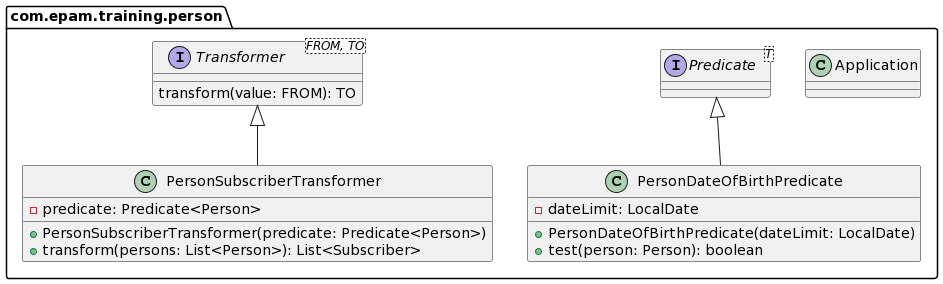 com.epam.training.person
I Transformer FROM, TO
transform(value: FROM): TO
I Predicate T
C Application
C PersonSubscriberTransformer
predicate: Predicate<Person>
PersonSubscriberTransformer(predicate: Predicate<Person>)
transform(persons: List<Person>): List<Subscriber>
C PersonDateOfBirthPredicate
dateLimit: LocalDate
PersonDateOfBirthPredicate(dateLimit: LocalDate)
test(person: Person): boolean